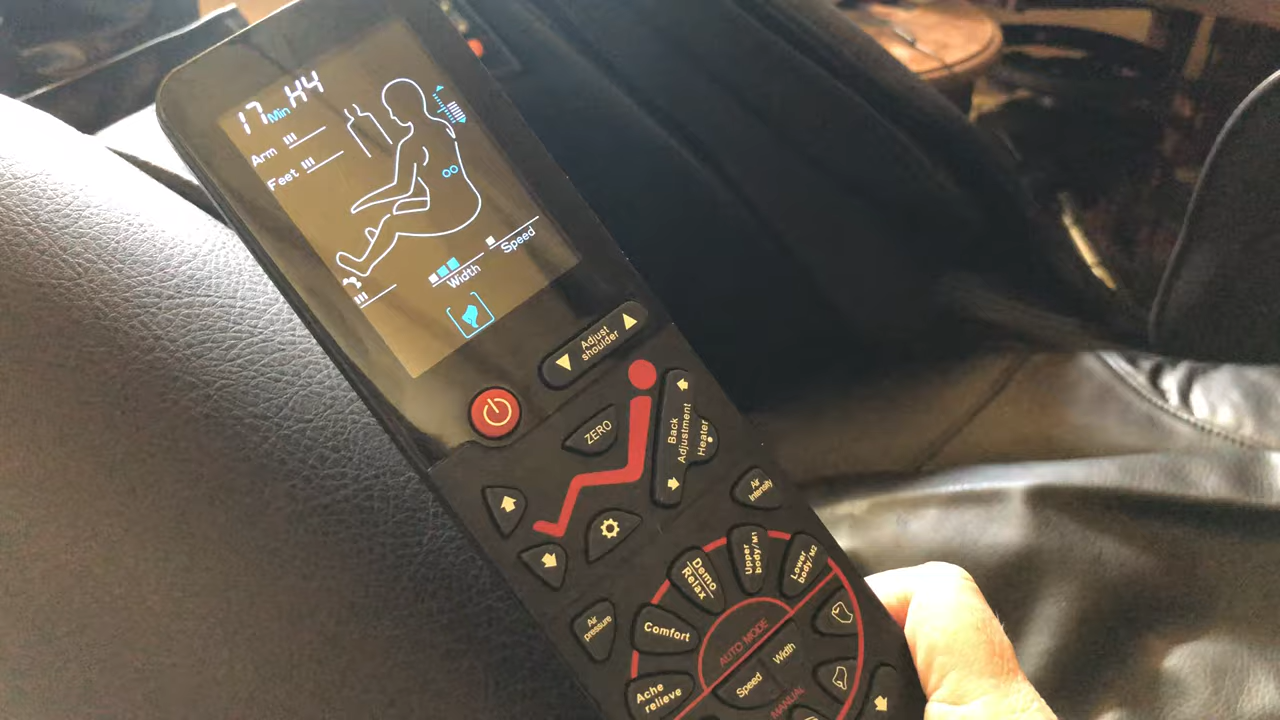 17 Min H4
Arm
Feet
Speed
Width
Adjust
shoulder
ZERO
Back
Adjustment
Heater
Air
Intensity
Upper
body/M1
Lower
body/M2
Demo
Relax
Air
pressure
Comfort
AUTO MODE
Width
Ache
relieve
Speed
MANUAL